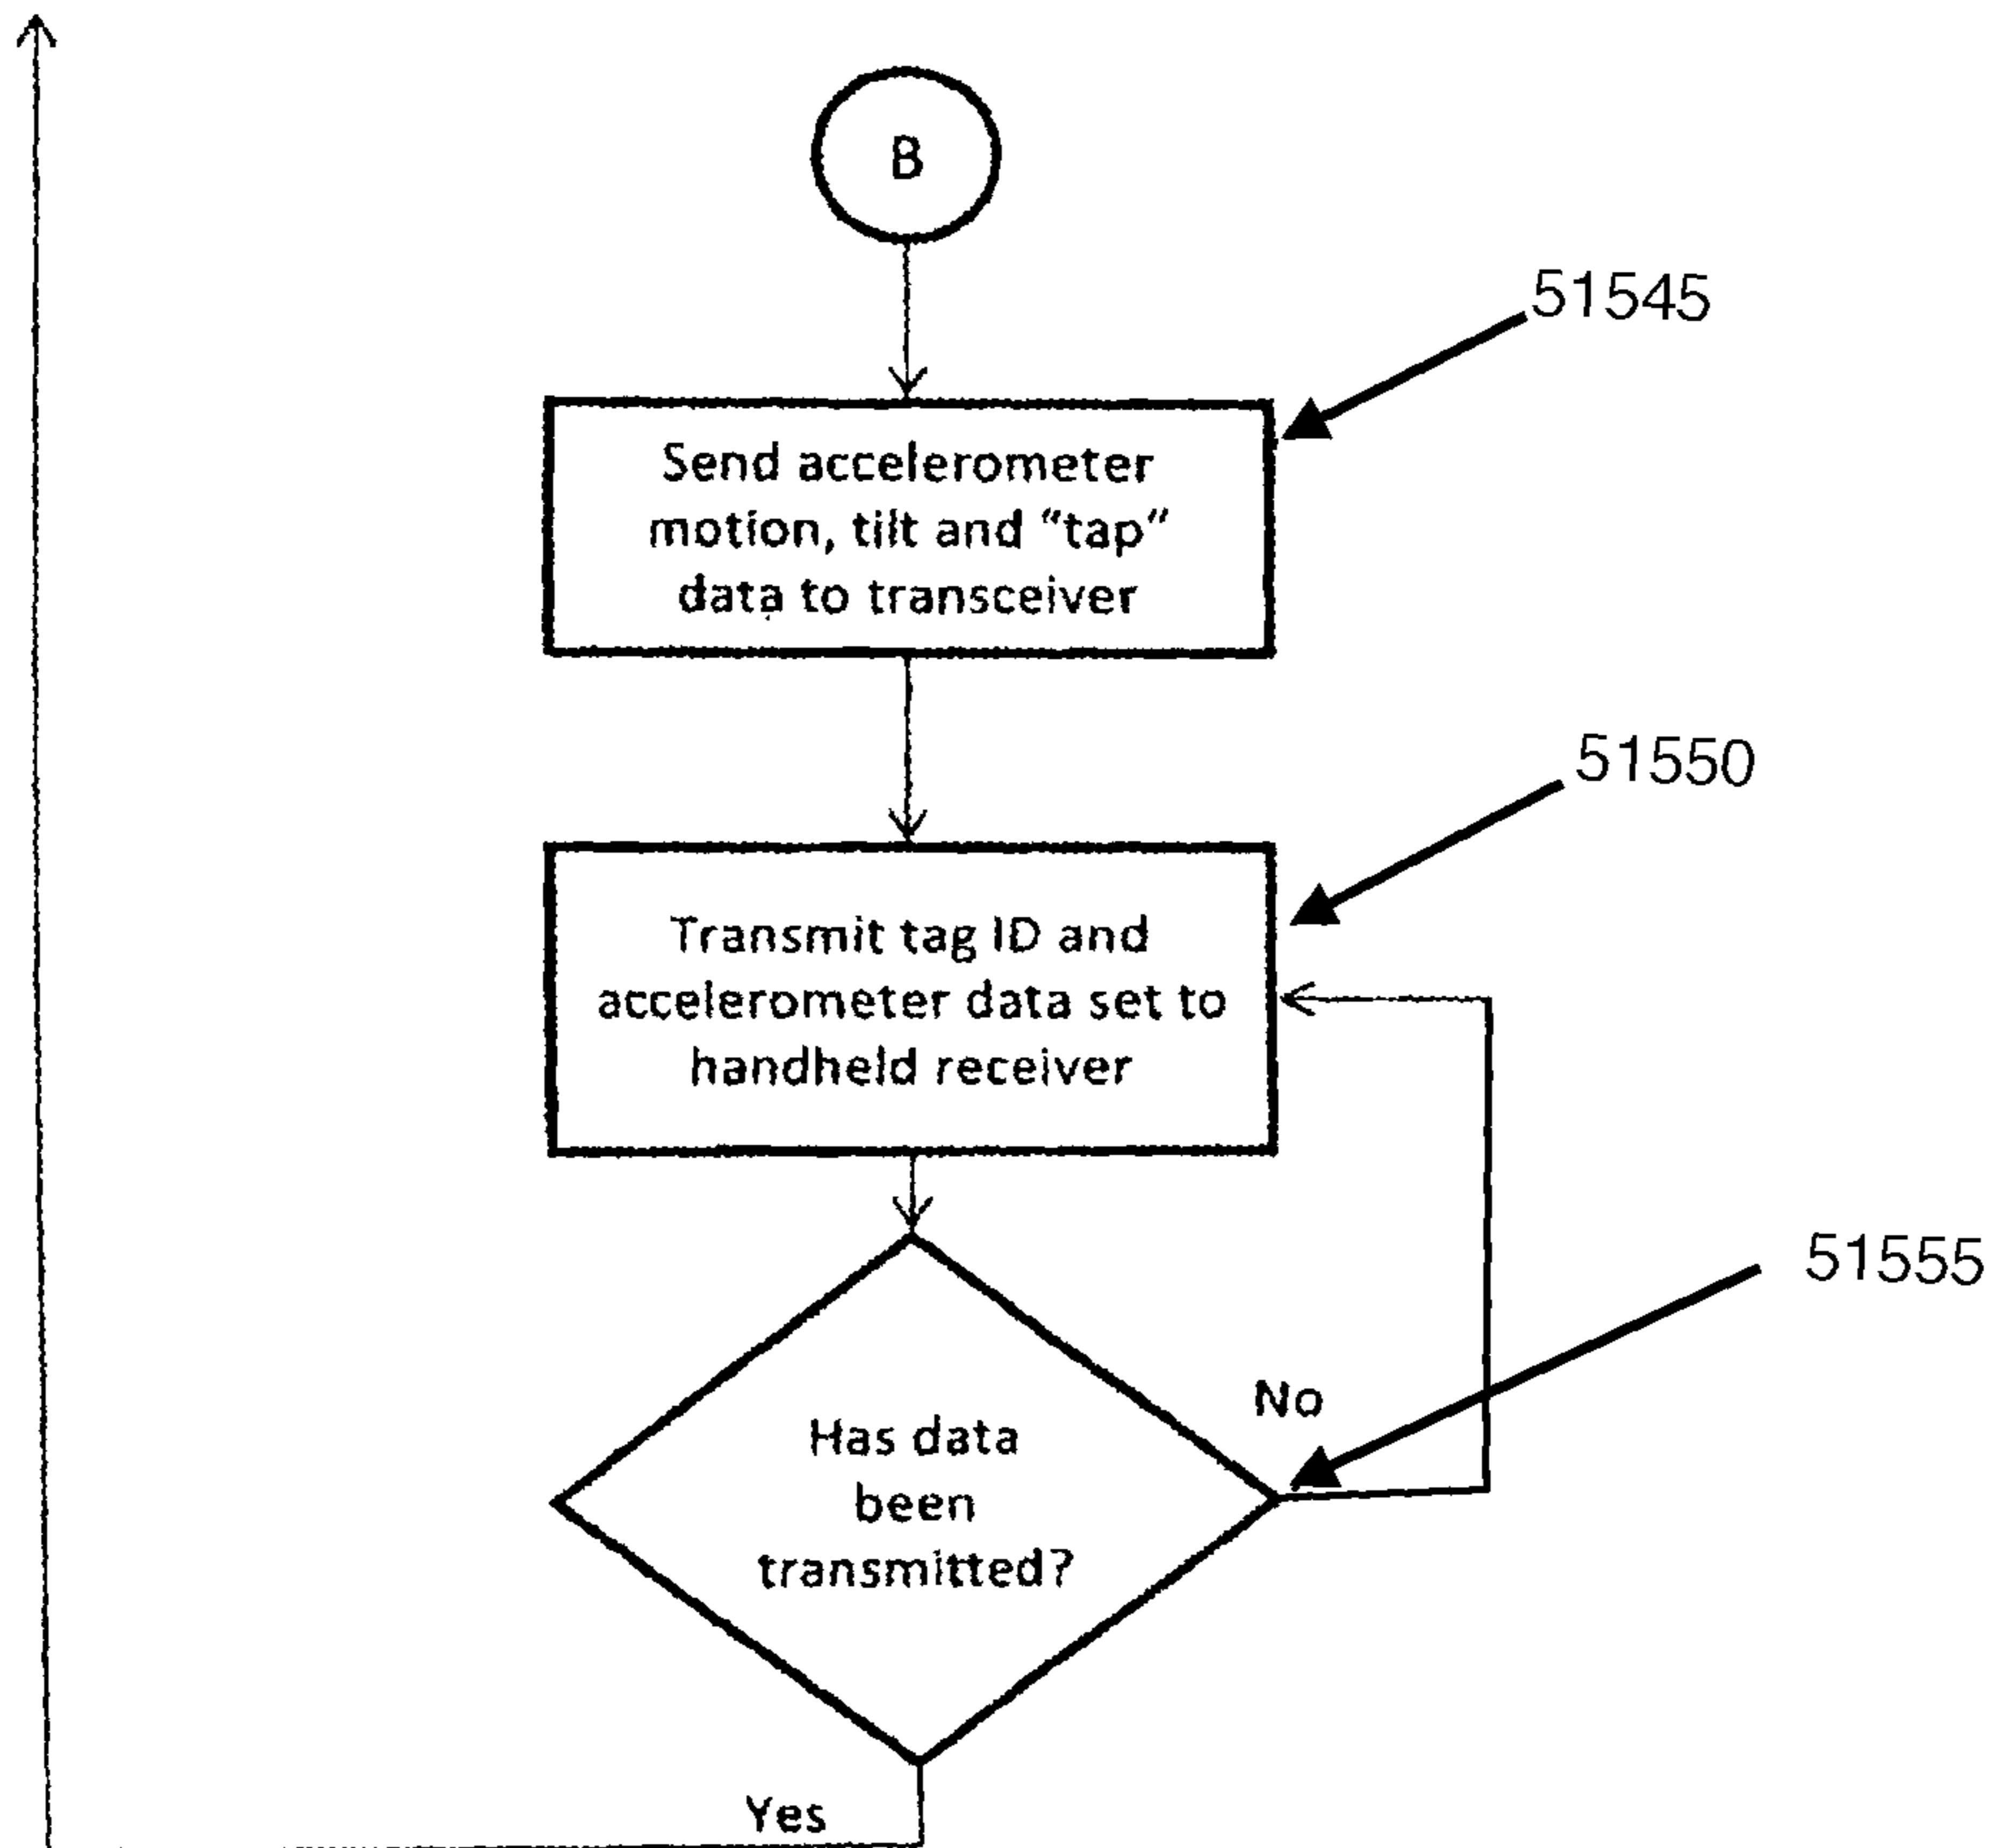 B
51545
Send accelerometer
motion, tilt and “tap”
data to transceiver
51550
Transmit tag ID and
accelerometer data set to
handheld receiver
51555
No
Has data
been
transmitted?
Yes